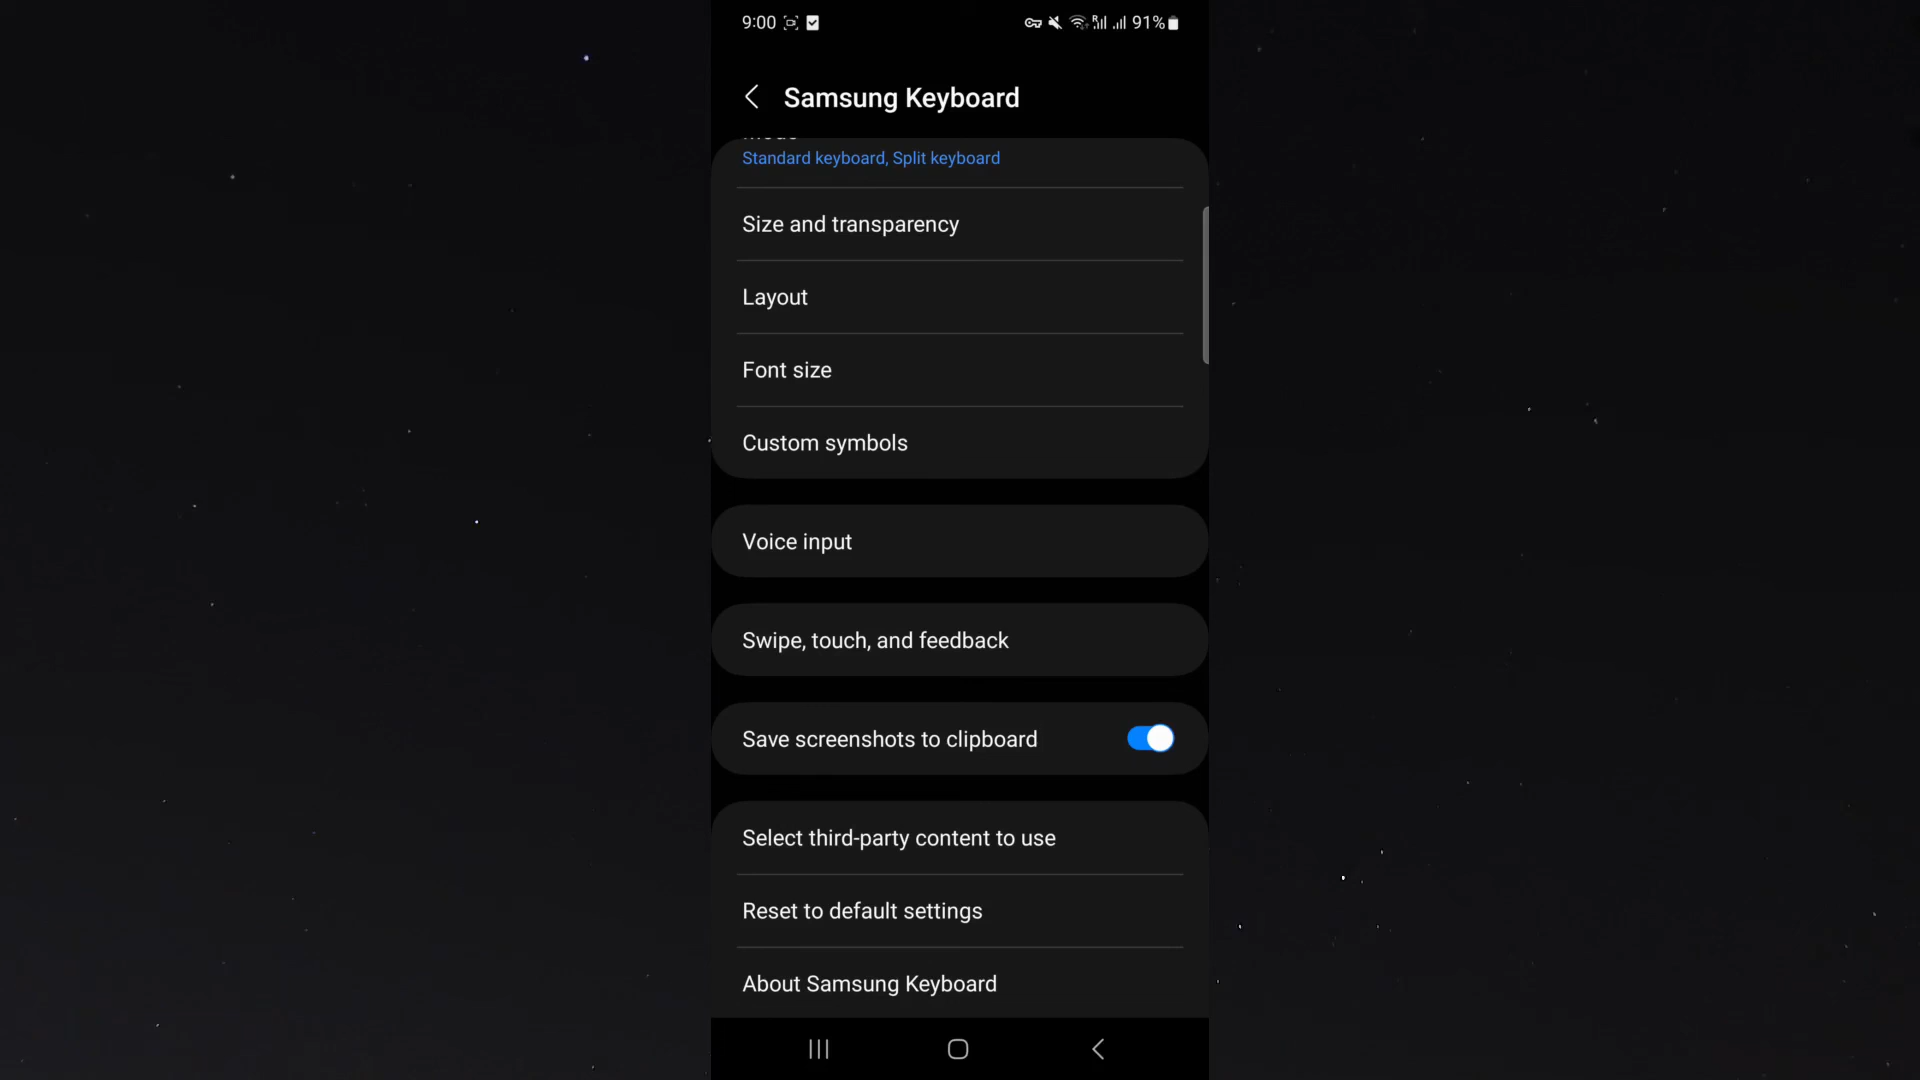 9:00 91%
Samsung Keyboard
Standard keyboard, Split keyboard
Size and transparency
Layout
Font size
Custom symbols
Voice input
Swipe, touch, and feedback
Save screenshots to clipboard
Select third-party content to use
Reset to default settings
About Samsung Keyboard